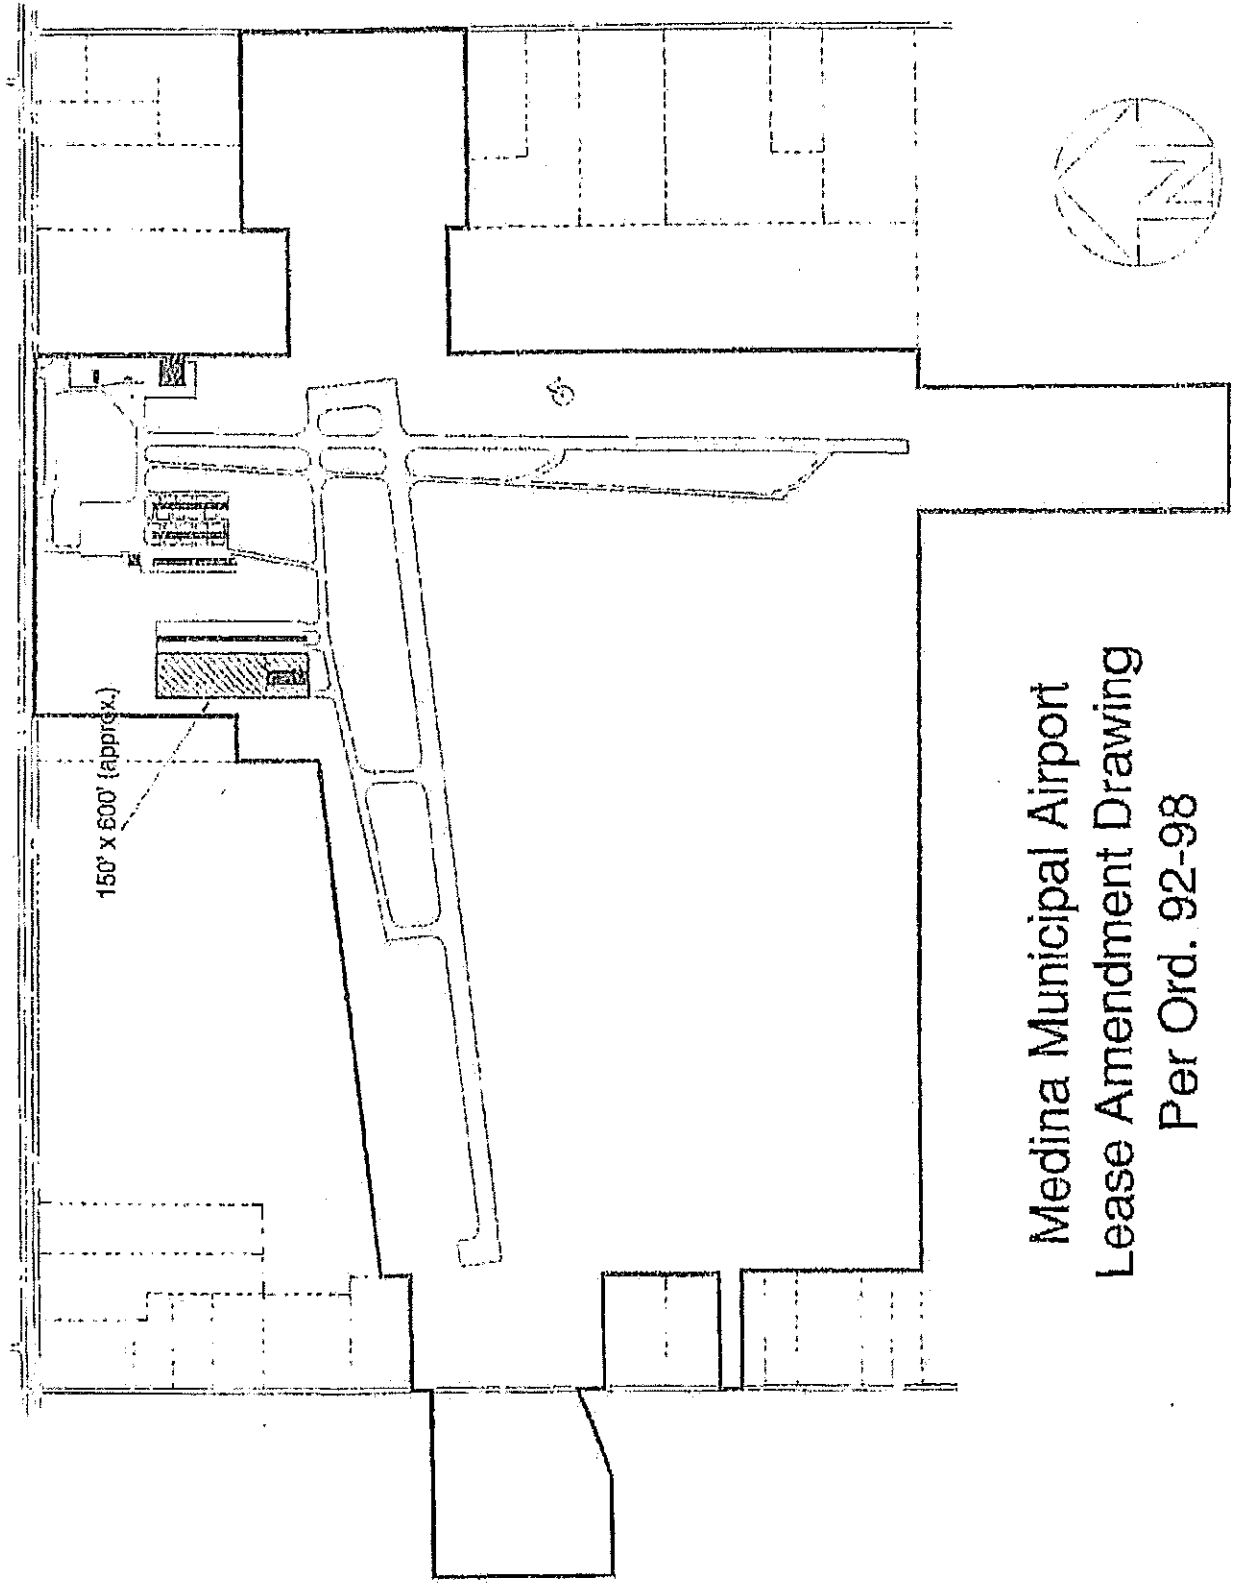 150' X 600' (approx.)
Medina Municipal Airport
Lease Amendment Drawing
Per Ord. 92-98
N